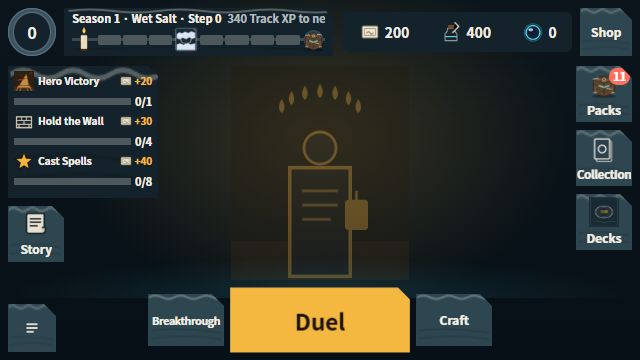 0
Season 1 • Wet Salt • Step 0 340 Track XP to ne
200
400
0
Shop
Hero Victory +20
0/1
Hold the Wall +30
0/4
Cast Spells +40
0/8
11
Packs
Collection
Decks
Story
Breakthrough
Duel
Craft